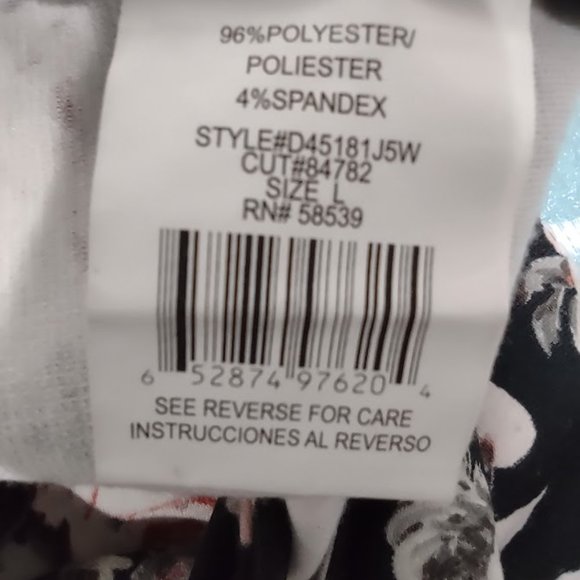 96%POLYESTER/
POLIESTER
4%SPANDEX
STYLE#D45181J5W
CUT#84782
SIZE L
RN# 58539
6 52874 97620 4
SEE REVERSE FOR CARE
INSTRUCCIONES AL REVERSO